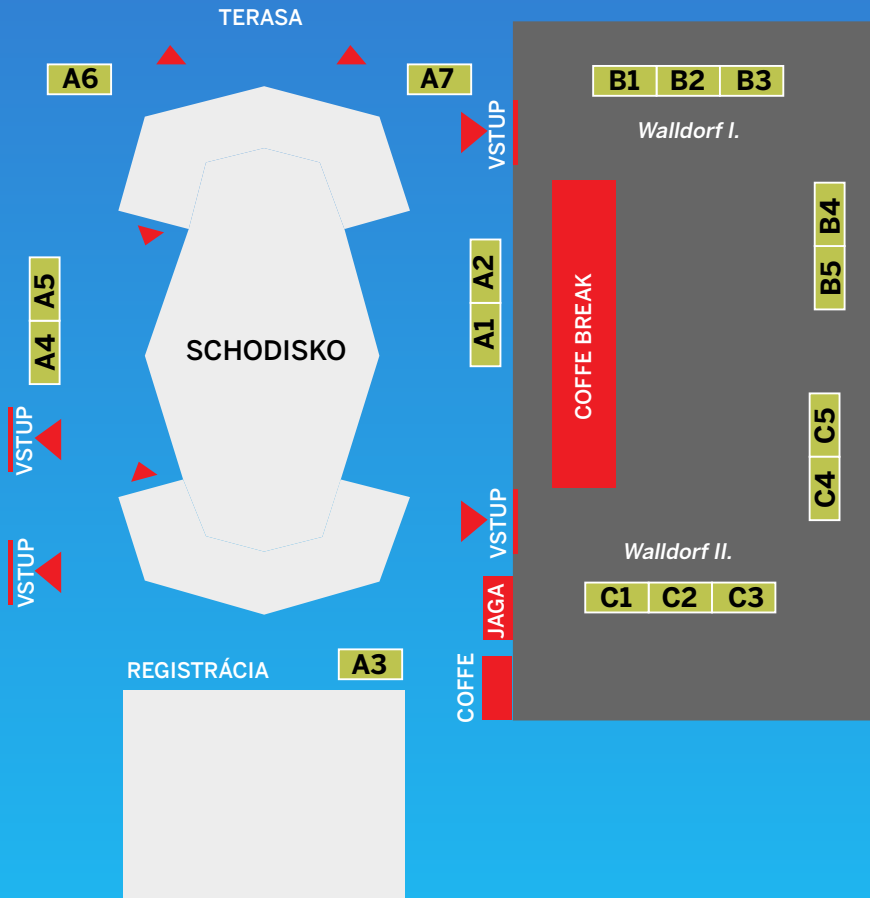 TERASA
A6
A7
B1 B2 B3
VSTUP
Walldorf I.
B4
B5
A2
A1
A5
A4
SCHODISKO
COFFE BREAK
C5
C4
VSTUP
VSTUP
VSTUP
Walldorf II.
JAGA
C1 C2 C3
COFFE
REGISTRÁCIA
A3